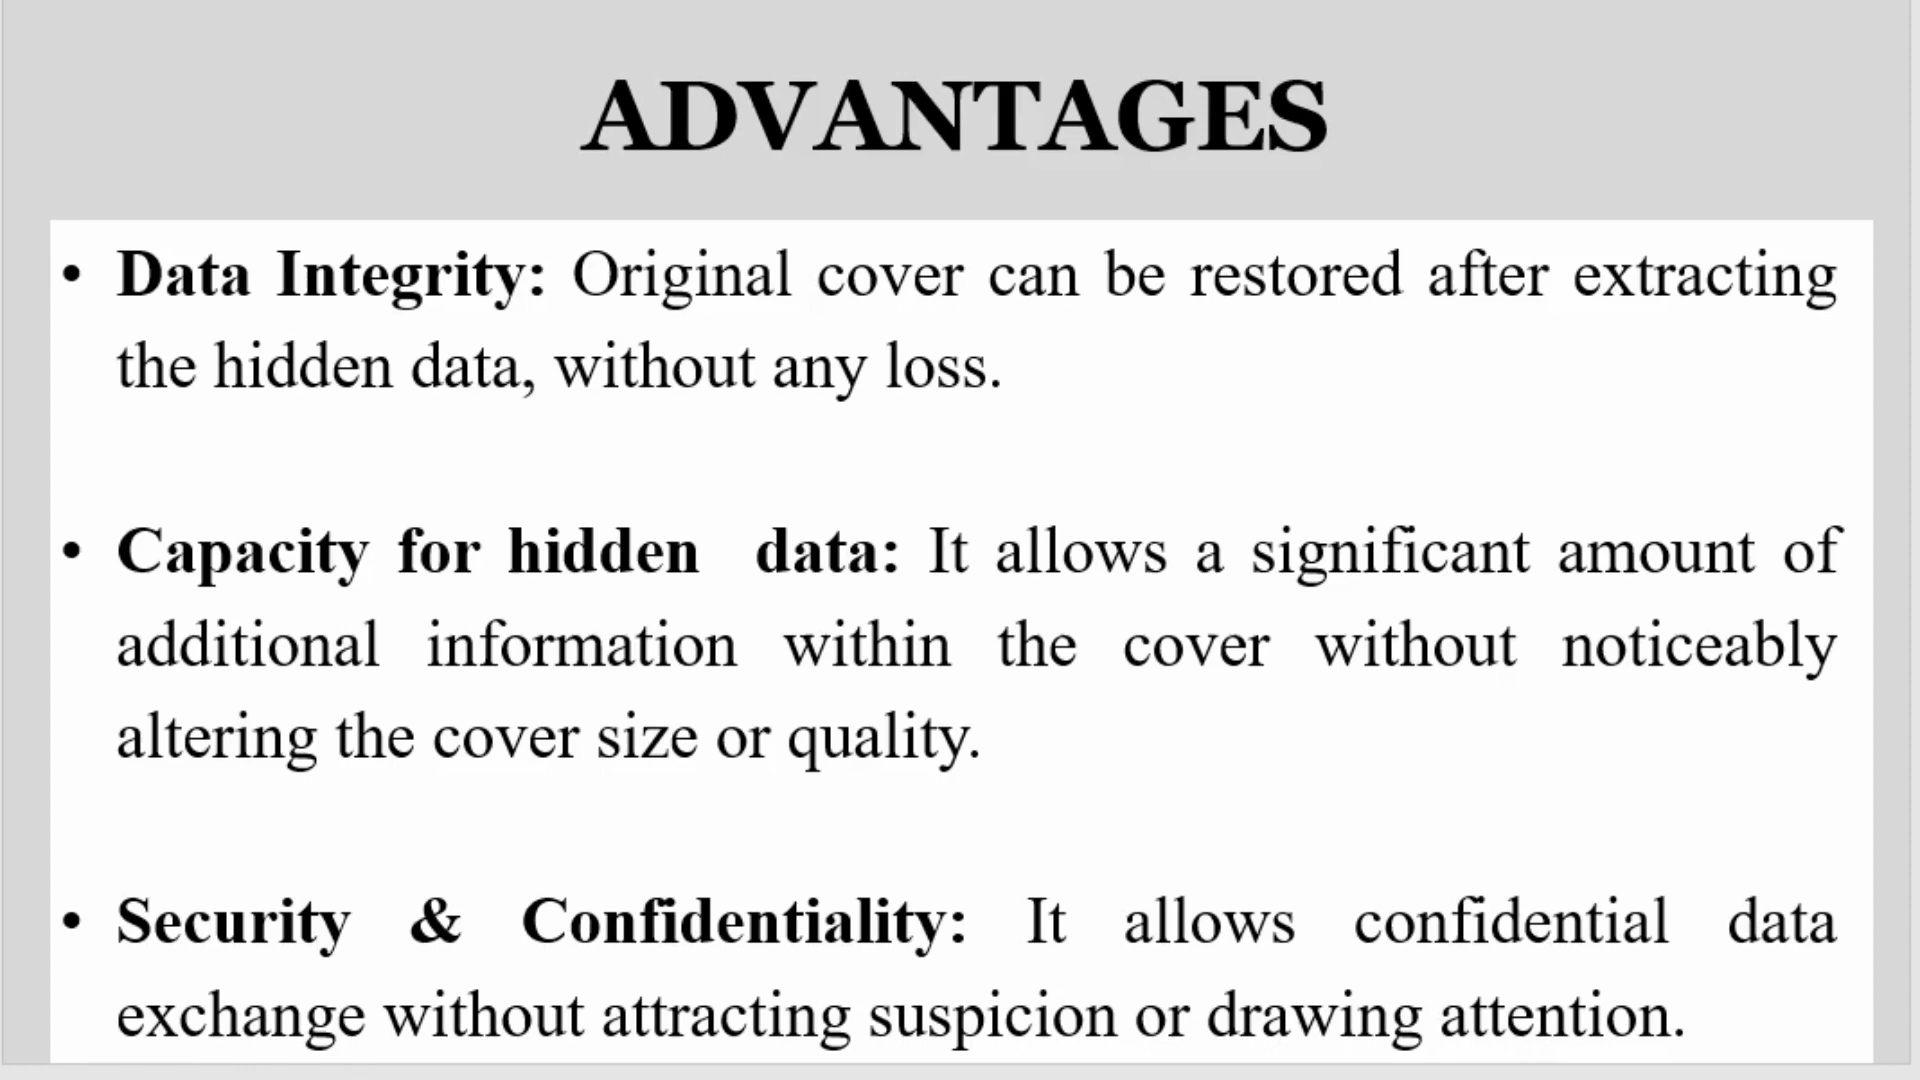 ADVANTAGES
• Data Integrity: Original cover can be restored after extracting
the hidden data, without any loss.
• Capacity for hidden  data: It allows a significant amount of
additional information within the cover without noticeably
altering the cover size or quality.
• Security & Confidentiality: It allows confidential data
exchange without attracting suspicion or drawing attention.